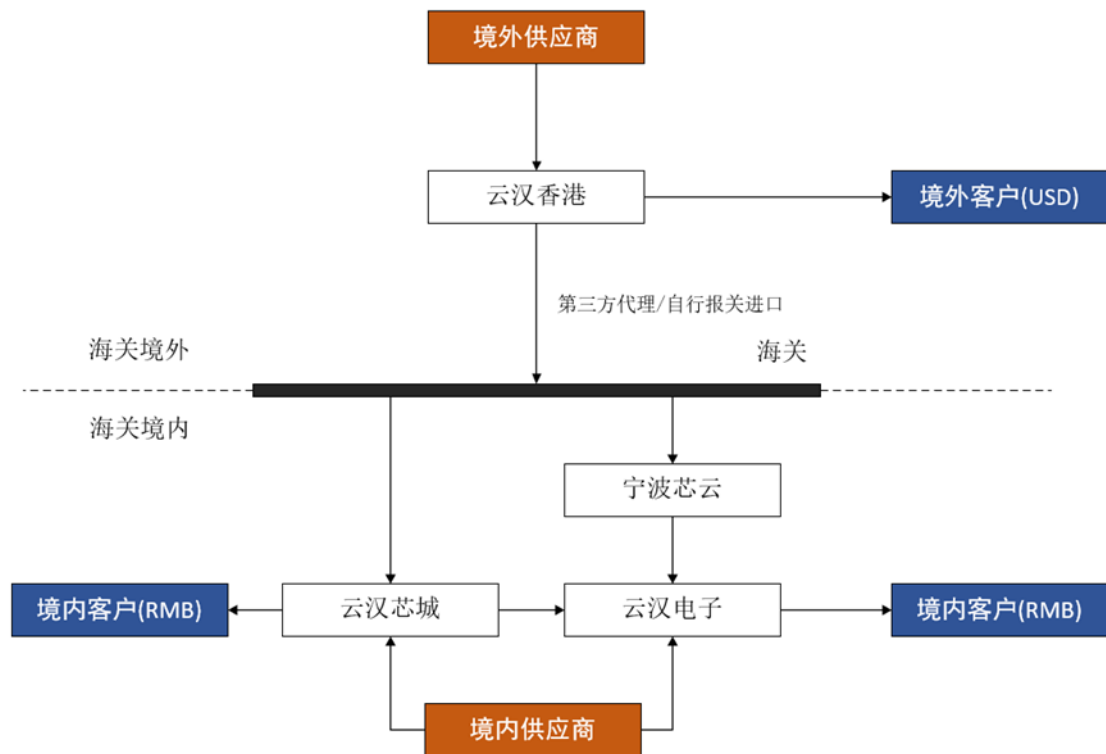 境外供应商
云汉香港
境外客户(USD)
第三方代理/自行报关进口
海关境外
海关
海关境内
宁波芯云
境内客户(RMB)
云汉芯城
云汉电子
境内客户(RMB)
境内供应商